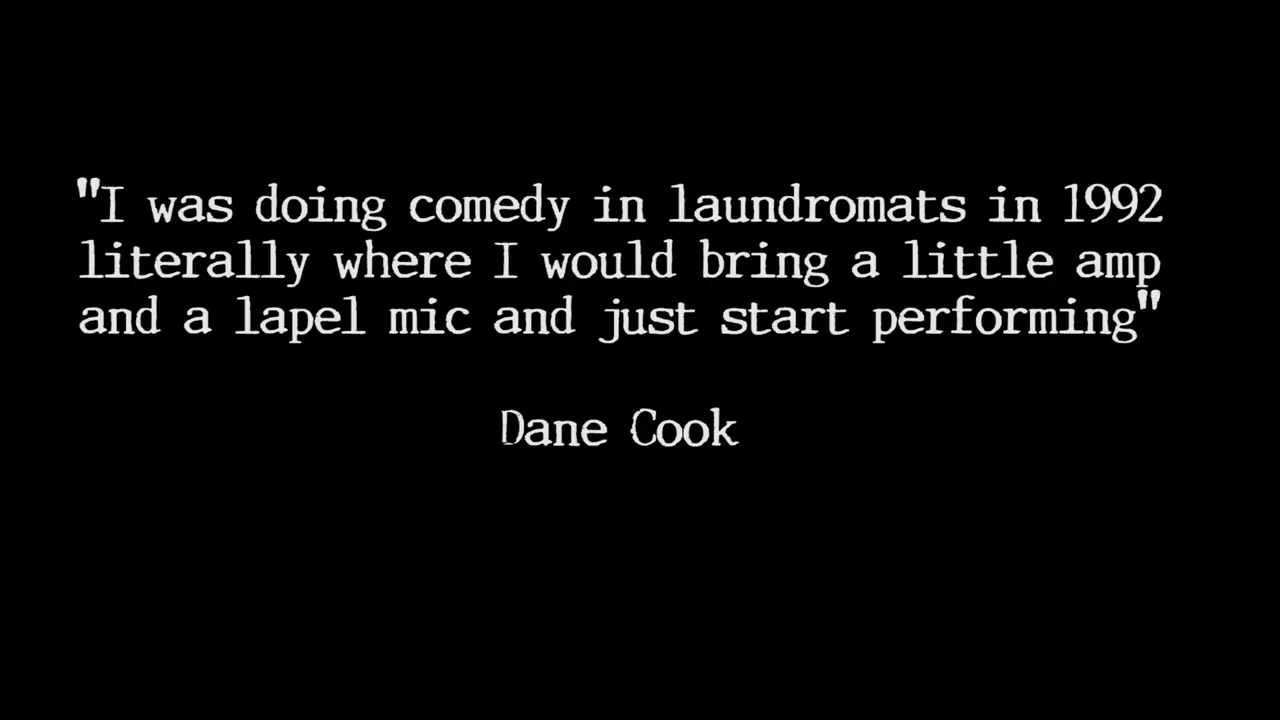 "I was doing comedy in laundromats in 1992
literally where I would bring a little amp
and a lapel mic and just start performing"
Dane Cook